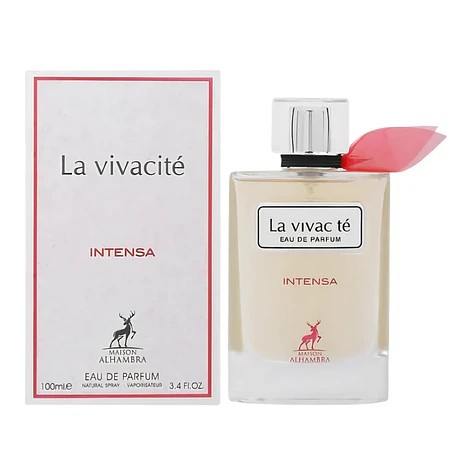 La vivacité
INTENSA
MAISON
ALHAMBRA
EAU DE PARFUM
100ml.e NATURAL SPRAY · VAPORISATEUR 3.4 Fl.OZ.
La vivac té
EAU DE PARFUM
INTENSA
MAISON
ALHAMBRA